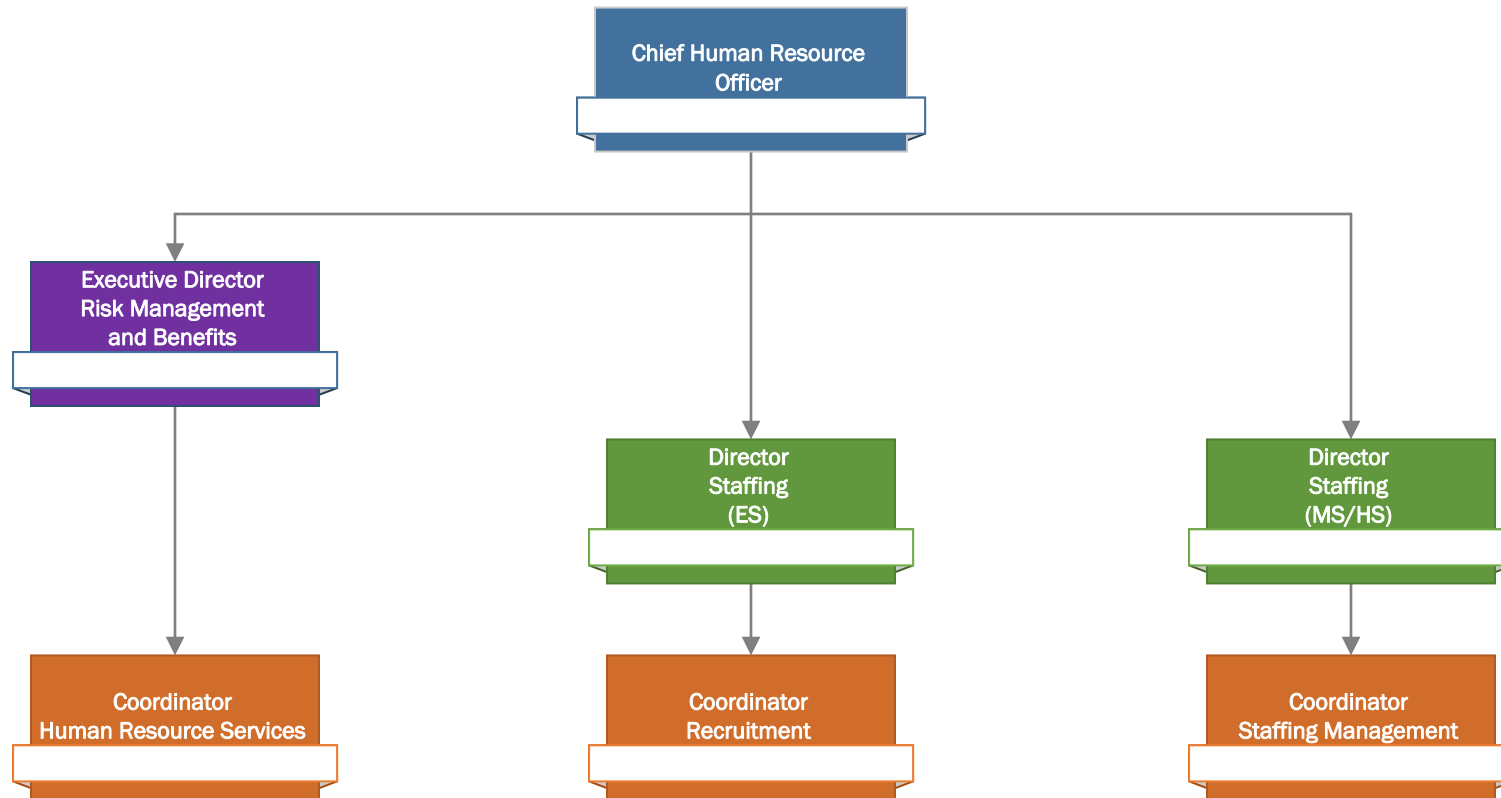 Chief Human Resource
Officer
Executive Director
Risk Management
and Benefits
Director
Staffing
(ES)
Director
Staffing
(MS/HS)
Coordinator
Human Resource Services
Coordinator
Recruitment
Coordinator
Staffing Management